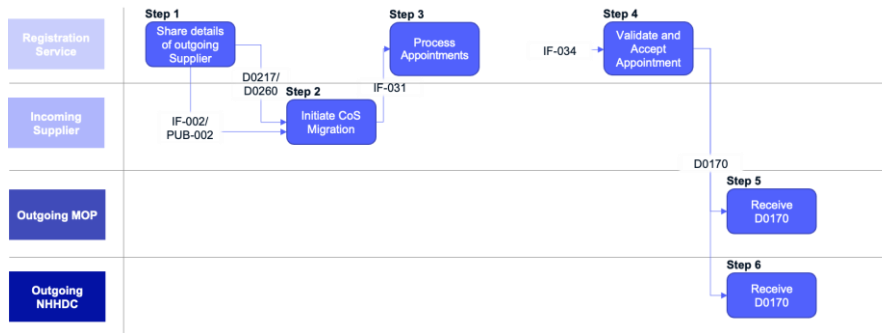 Registration
Service
Step 1
Share details
of outgoing
Supplier
Step 3
Process
Appointments
IF-034
Step 4
Validate and
Accept
Appointment
D0217/
D0260
IF-031
Incoming
Supplier
IF-002/
PUB-002
Step 2
Initiate CoS
Migration
D0170
Outgoing MOP
Step 5
Receive
D0170
Outgoing
NHHDC
Step 6
Receive
D0170